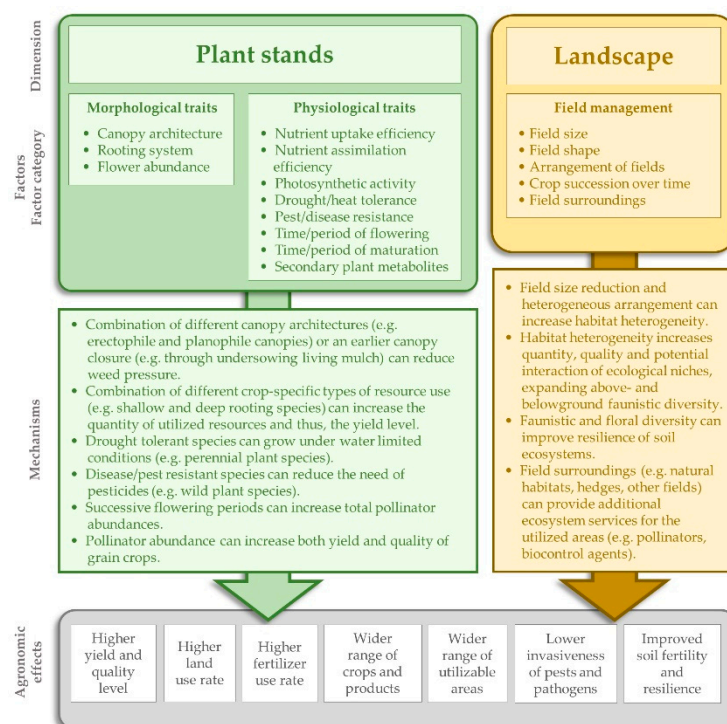 Dimension
Plant stands
Landscape
Factors
Factor category
Morphological traits
• Canopy architecture
• Rooting system
• Flower abundance
Physiological traits
• Nutrient uptake efficiency
• Nutrient assimilation
efficiency
• Photosynthetic activity
• Drought/heat tolerance
• Pest/disease resistance
• Time/period of flowering
• Time/period of maturation
• Secondary plant metabolites
Field management
• Field size
• Field shape
• Arrangement of fields
• Crop succession over time
• Field surroundings
Mechanisms
• Combination of different canopy architectures (e.g.
erectophile and planophile canopies) or an earlier canopy
closure (e.g. through undersowing living mulch) can reduce
weed pressure.
• Combination of different crop-specific types of resource use
(e.g. shallow and deep rooting species) can increase the
quantity of utilized resources and thus, the yield level.
• Drought tolerant species can grow under water limited
conditions (e.g. perennial plant species).
• Disease/pest resistant species can reduce the need of
pesticides (e.g. wild plant species).
• Successive flowering periods can increase total pollinator
abundances.
• Pollinator abundance can increase both yield and quality of
grain crops.
• Field size reduction and
heterogeneous arrangement can
increase habitat heterogeneity.
• Habitat heterogeneity increases
quantity, quality and potential
interaction of ecological niches,
expanding above- and
belowground faunistic diversity.
• Faunistic and floral diversity can
improve resilience of soil
ecosystems.
• Field surroundings (e.g. natural
habitats, hedges, other fields)
can provide additional
ecosystem services for the
utilized areas (e.g. pollinators,
biocontrol agents).
Agronomic
effects
Higher
yield and
quality
level
Higher
land
use rate
Higher
fertilizer
use rate
Wider
range of
crops and
products
Wider
range of
utilizable
areas
Lower
invasiveness
of pests and
pathogens
Improved
soil fertility
and
resilience